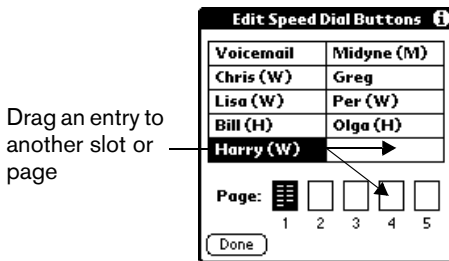 Edit Speed Dial Buttons i
Voicemail Midyne (M)
Chris (W) Greg
Lisa (W) Per (W)
Bill (H) Olga (H)
Harry (W)
Drag an entry to
another slot or
page
Page:
1 2 3 4 5
Done